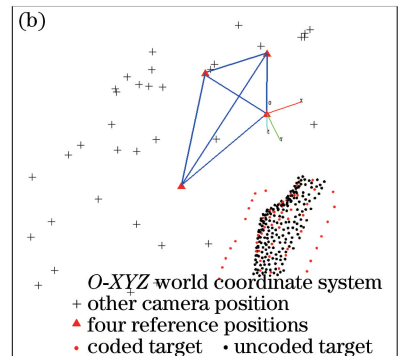 (b)
O-XYZ world coordinate system
+ other camera position
▲ four reference positions
• coded target • uncoded target